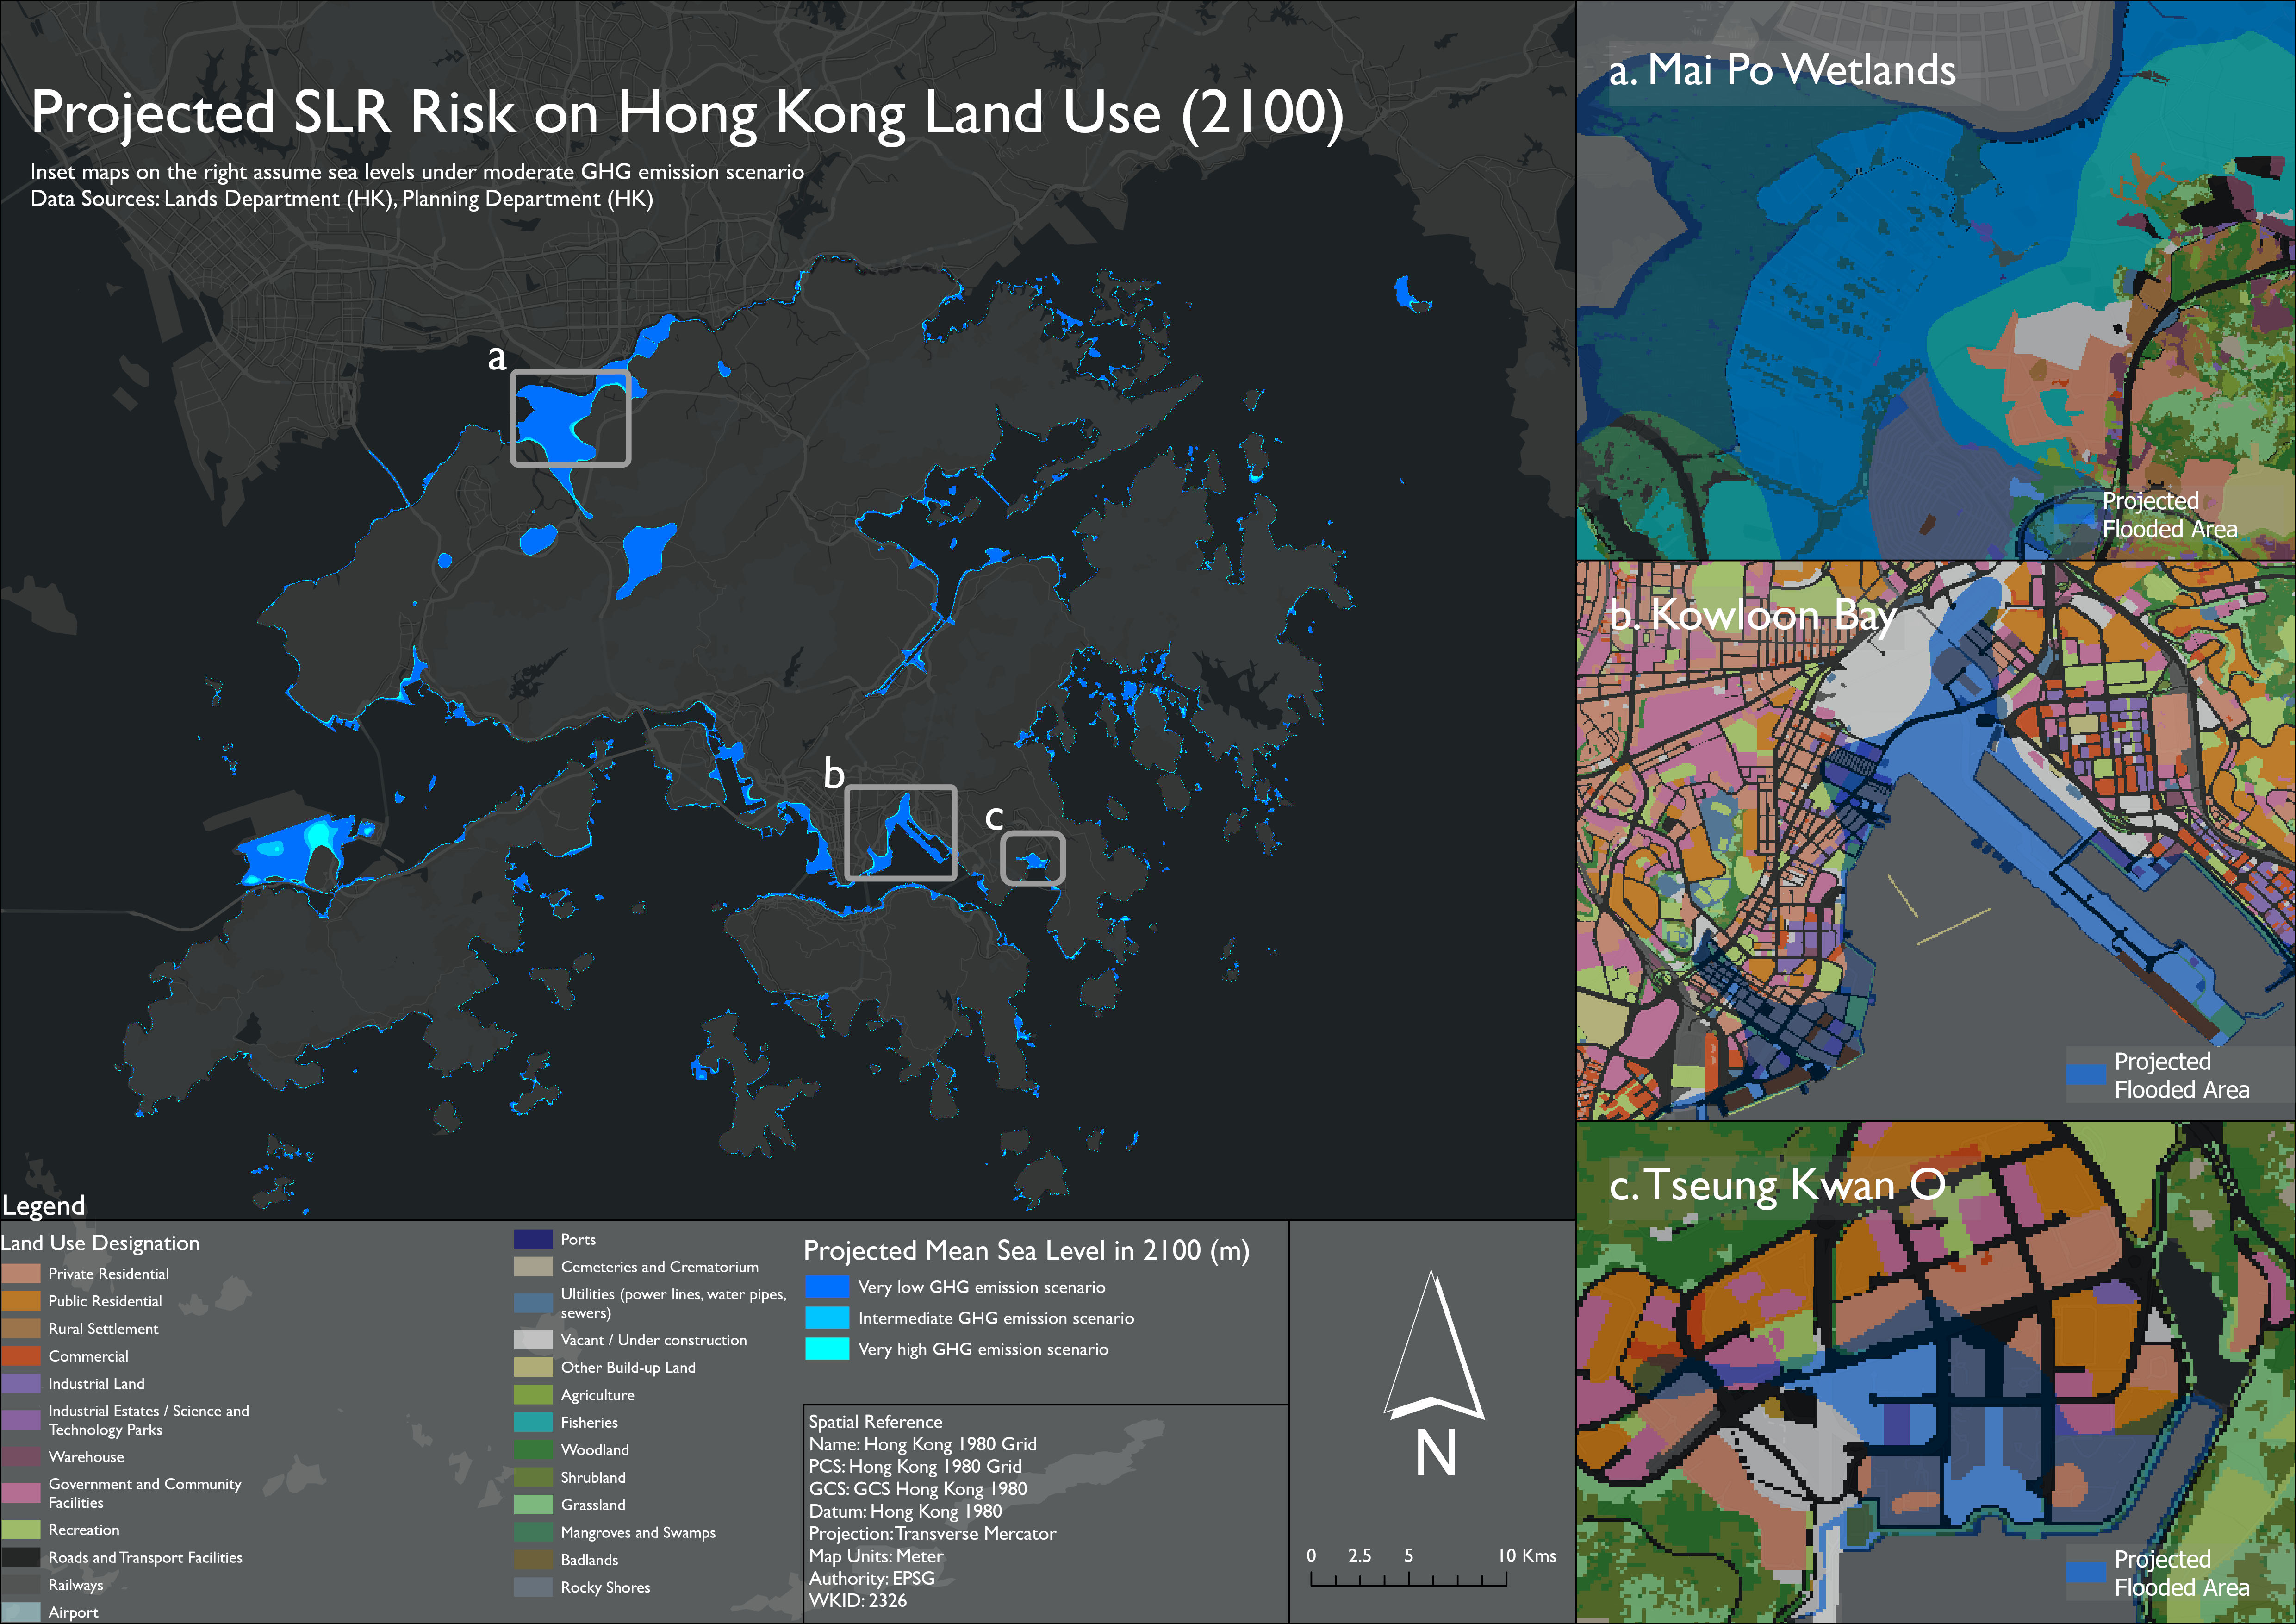 Projected SLR Risk on Hong Kong Land Use (2100)
Inset maps on the right assume sea levels under moderate GHG emission scenario
Data Sources: Lands Department (HK), Planning Department (HK)
a
b
c
a. Mai Po Wetlands
Projected
Flooded Area
b. Kowloon Bay
Projected
Flooded Area
c. Tseung Kwan O
Projected
Flooded Area
Legend
Land Use Designation
Private Residential
Public Residential
Rural Settlement
Commercial
Industrial Land
Industrial Estates / Science and
Technology Parks
Warehouse
Government and Community
Facilities
Recreation
Roads and Transport Facilities
Railways
Airport
Ports
Cemeteries and Crematorium
Ultilities (power lines, water pipes,
sewers)
Vacant / Under construction
Other Build-up Land
Agriculture
Fisheries
Woodland
Shrubland
Grassland
Mangroves and Swamps
Badlands
Rocky Shores
Projected Mean Sea Level in 2100 (m)
Very low GHG emission scenario
Intermediate GHG emission scenario
Very high GHG emission scenario
Spatial Reference
Name: Hong Kong 1980 Grid
PCS: Hong Kong 1980 Grid
GCS: GCS Hong Kong 1980
Datum: Hong Kong 1980
Projection: Transverse Mercator
Map Units: Meter
Authority: EPSG
WKID: 2326
N
0 2.5 5 10 Kms